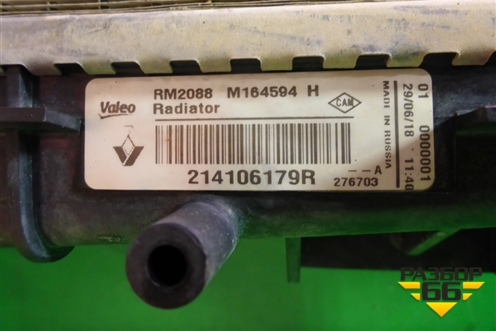 Valeo
RM2088 M164594 H
Radiator
CAM
214106179R
--A
276703
01 0000001
29/06/18 - 11:40
MADE IN RUSSIA
РАЗБОР
66